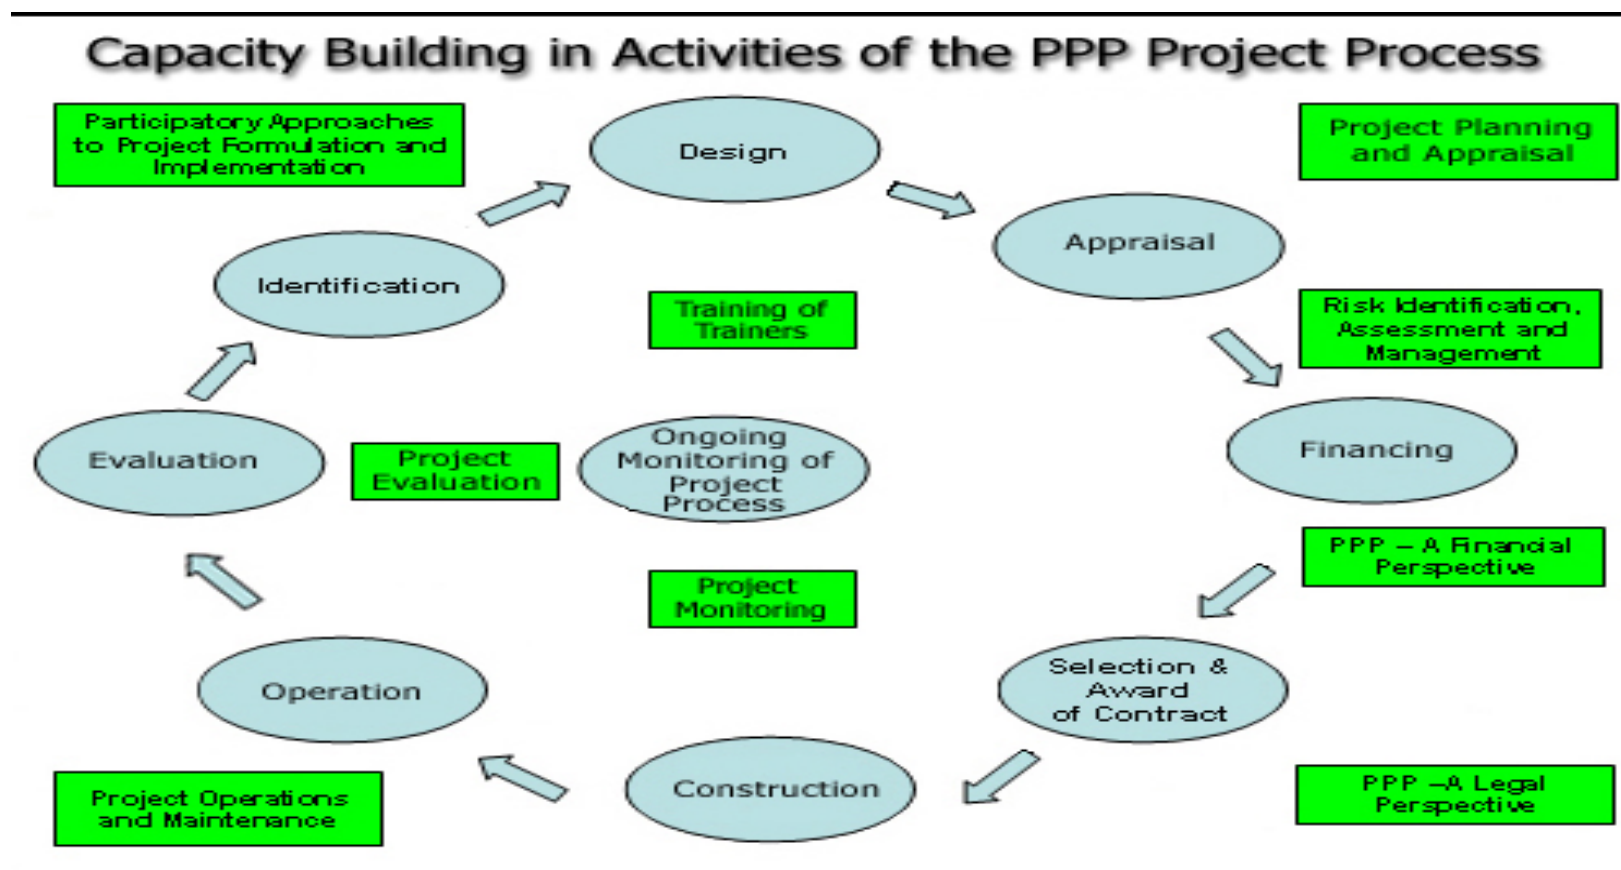 Capacity Building in Activities of the PPP Project Process
Participatory Approaches
to Project Formulation and
Implementation
Design
Project Planning
and Appraisal
Appraisal
Identification
Training of
Trainers
Risk Identification,
Assessment and
Management
Evaluation
Project
Evaluation
Ongoing
Monitoring of
Project
Process
Financing
PPP – A Financial
Perspective
Project
Monitoring
Operation
Selection &
Award
of Contract
Construction
Project Operations
and Maintenance
PPP –A Legal
Perspective